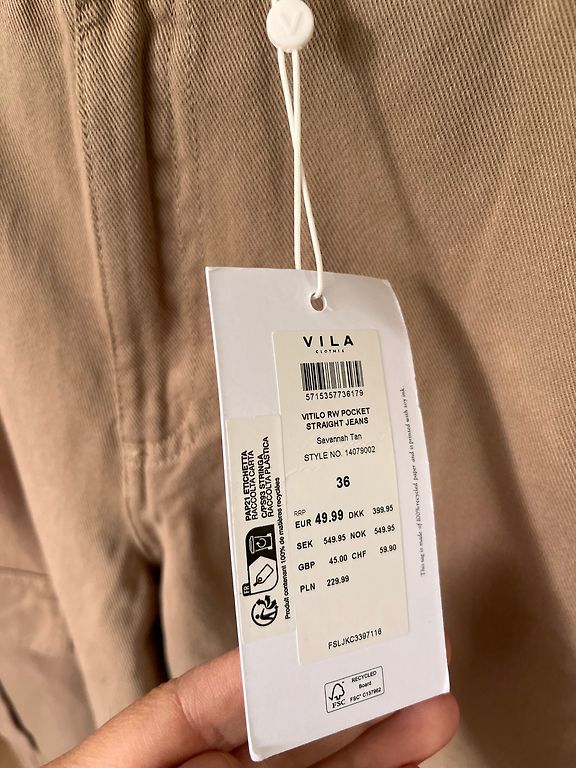 V
VILA
CLOTHES
5715357736179
VITILO RW POCKET
STRAIGHT JEANS
Savannah Tan
STYLE NO. 14079002
36
RRP
EUR 49.99 DKK 399.95
SEK 549.95 NOK 549.95
GBP 45.00 CHF 59.90
PLN 229.99
FSLJKC3397116
PAP21 ETICHETTA
RACCOLTA CARTA
C/PS93 STRINGA
RACCOLTA PLASTICA
FR
Produit contenant 100% de matières recyclées
This tag is made of 100% recycled paper and is printed with soy ink.
FSC
RECYCLED
Board
FSC® C137982